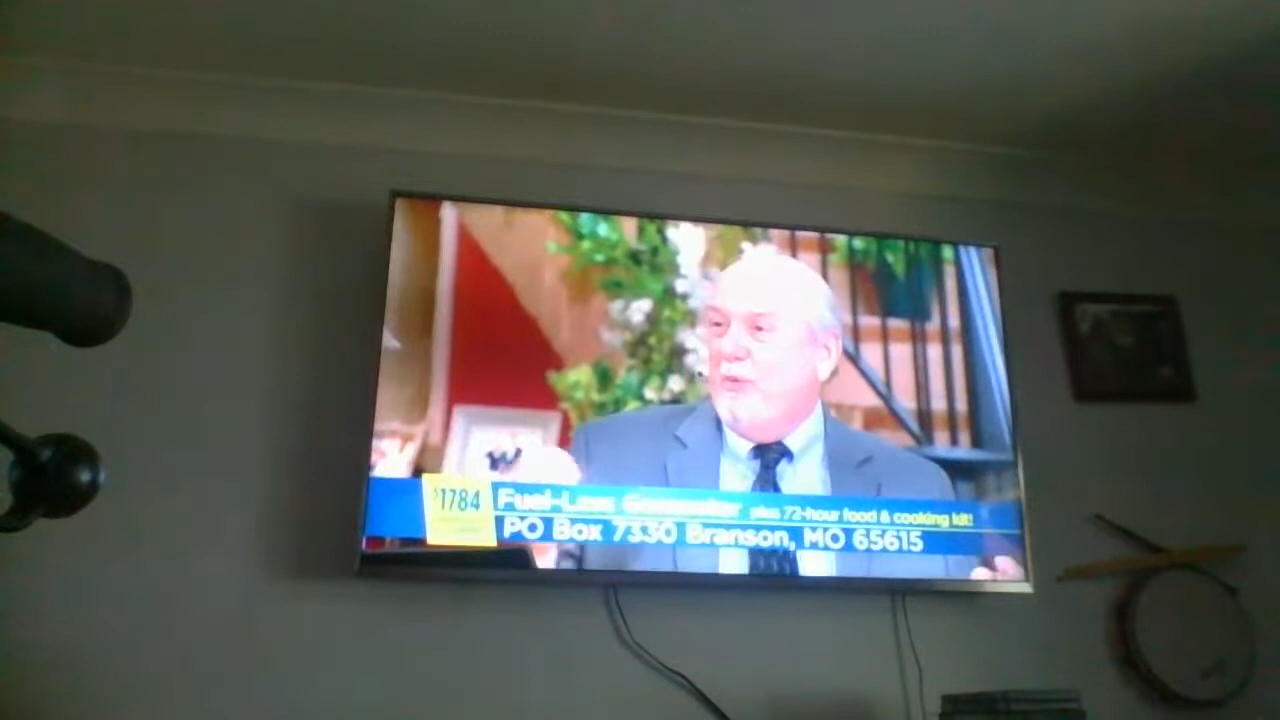 $1784
Fuel-Less Generator plus 72-hour food & cooking kit!
PO Box 7330 Branson, MO 65615